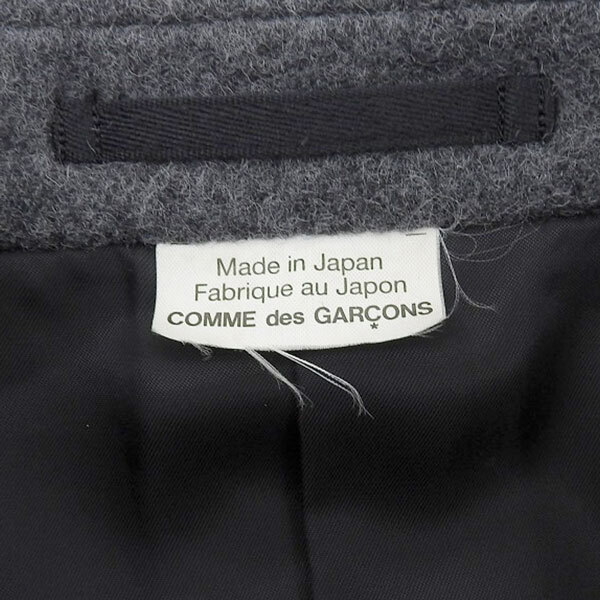 Made in Japan
Fabrique au Japon
COMME des GARÇONS
*